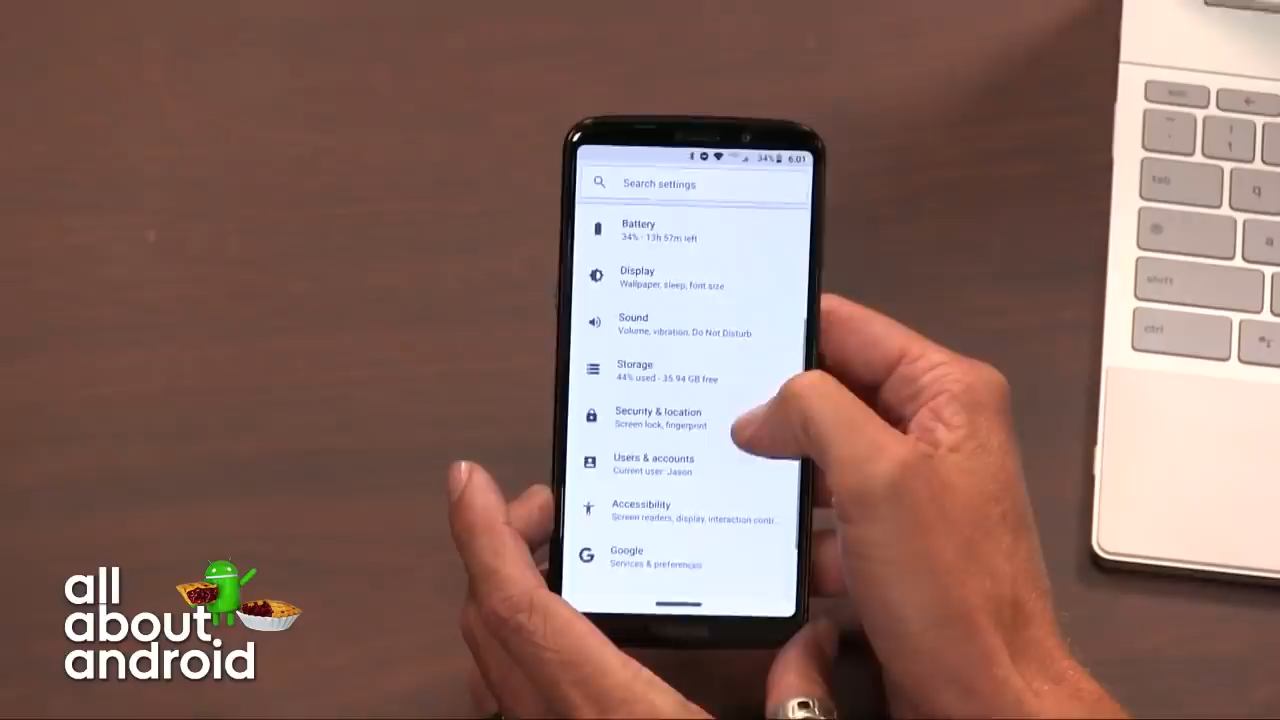 34% 6:01
Search settings
Battery
34% - 13h 57m left
Display
Wallpaper, sleep, font size
Sound
Volume, vibration, Do Not Disturb
Storage
44% used - 35.94 GB free
Security & location
Screen lock, fingerprint
Users & accounts
Current user: Jason
Accessibility
Screen readers, display, interaction contr...
Google
Services & preferences
esc
tab
q
a
shift
ctrl
all
about
android